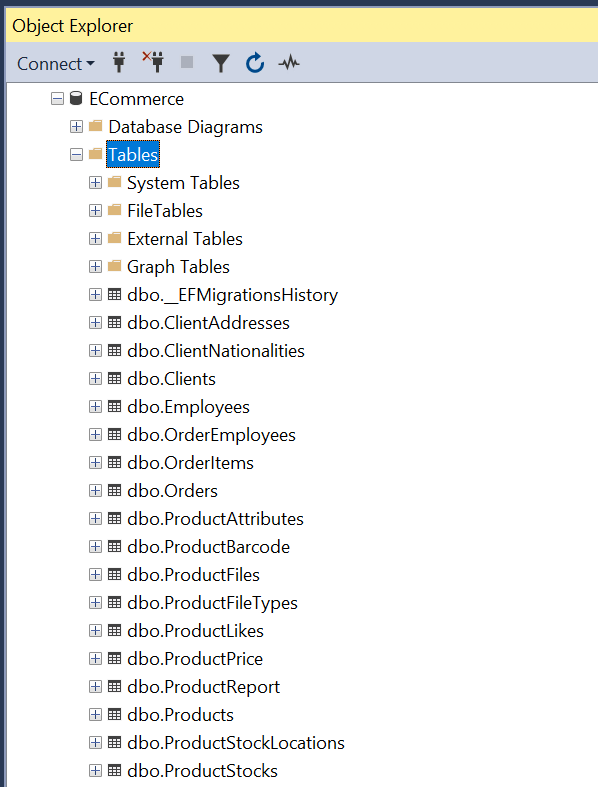 Object Explorer
Connect
ECommerce
Database Diagrams
Tables
System Tables
FileTables
External Tables
Graph Tables
dbo.__EFMigrationsHistory
dbo.ClientAddresses
dbo.ClientNationalities
dbo.Clients
dbo.Employees
dbo.OrderEmployees
dbo.OrderItems
dbo.Orders
dbo.ProductAttributes
dbo.ProductBarcode
dbo.ProductFiles
dbo.ProductFileTypes
dbo.ProductLikes
dbo.ProductPrice
dbo.ProductReport
dbo.Products
dbo.ProductStockLocations
dbo.ProductStocks